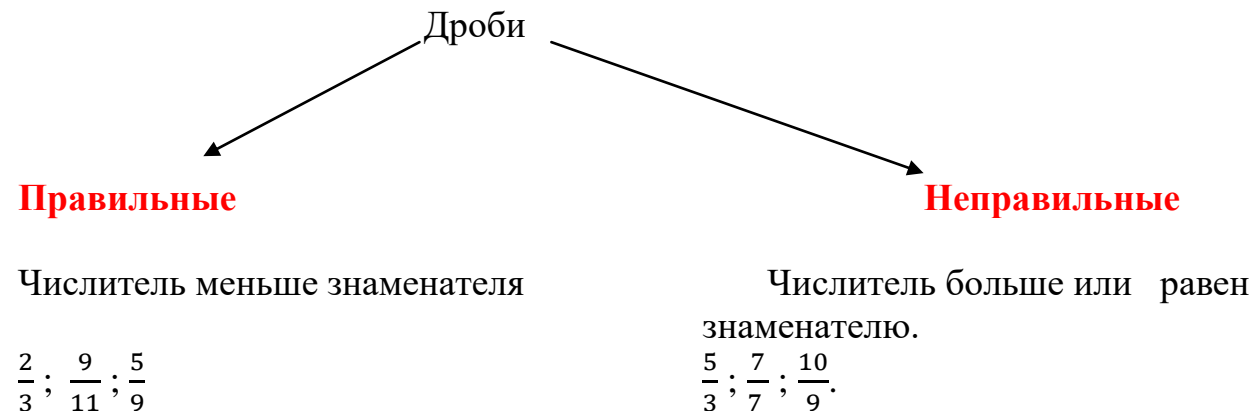 Дроби
Правильные Неправильные
Числитель меньше знаменателя Числитель больше или равен
знаменателю.
2/3 ; 9/11 ; 5/9 5/3 ; 7/7 ; 10/9.